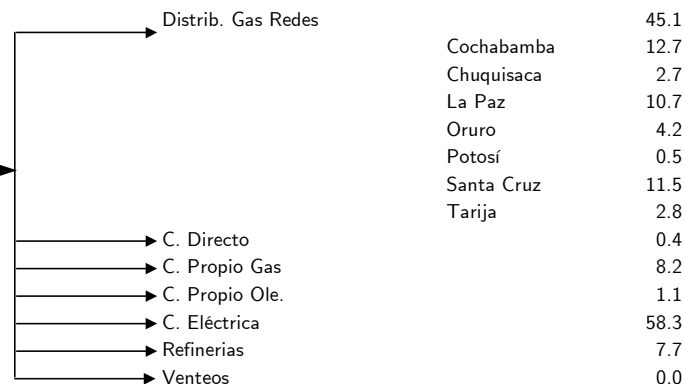 Distrib. Gas Redes 45.1
Cochabamba 12.7
Chuquisaca 2.7
La Paz 10.7
Oruro 4.2
Potosí 0.5
Santa Cruz 11.5
Tarija 2.8
C. Directo 0.4
C. Propio Gas 8.2
C. Propio Ole. 1.1
C. Eléctrica 58.3
Refinerias 7.7
Venteos 0.0